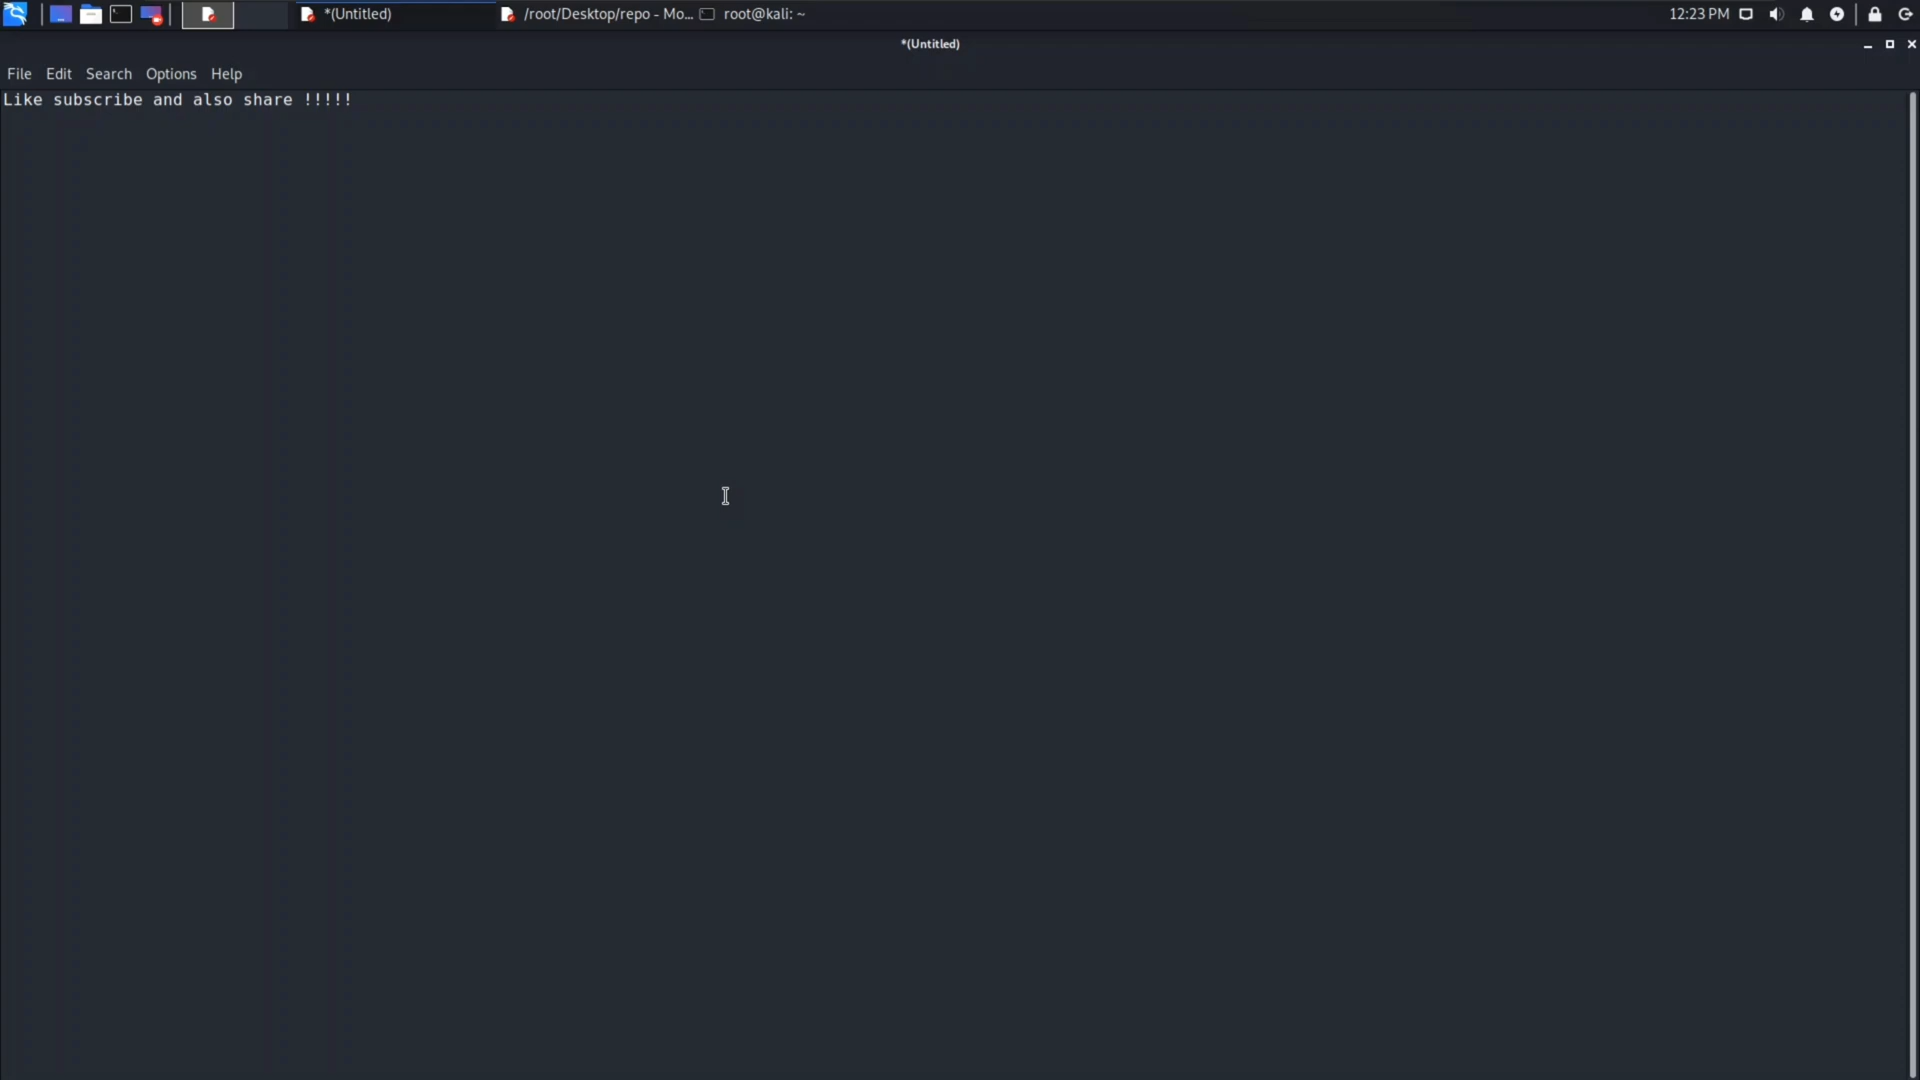 *(Untitled)
/root/Desktop/repo - Mo...
root@kali: ~
12:23 PM
*(Untitled)
File Edit Search Options Help
Like subscribe and also share !!!!!